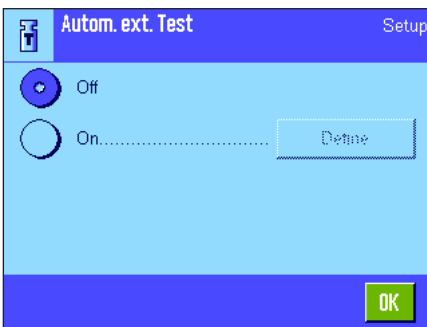 T
Autom. ext. Test
Setup
Off
On............................
Define
OK